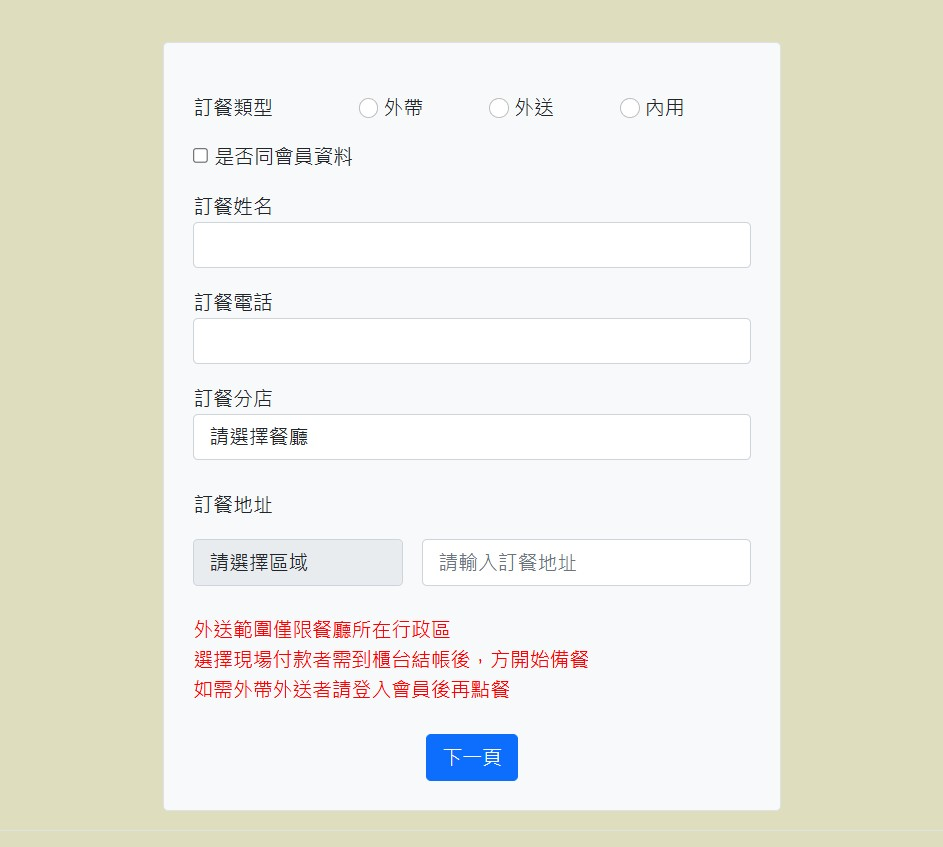 訂餐類型 外帶 外送 內用
是否同會員資料
訂餐姓名
訂餐電話
訂餐分店
請選擇餐廳
訂餐地址
請選擇區域 請輸入訂餐地址
外送範圍僅限餐廳所在行政區
選擇現場付款者需到櫃台結帳後，方開始備餐
如需外帶外送者請登入會員後再點餐
下一頁